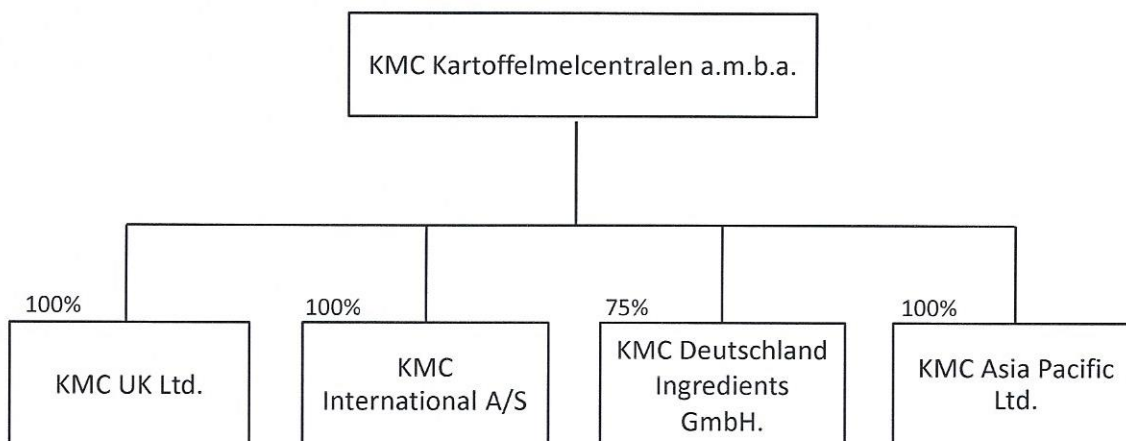 KMC Kartoffelmelcentralen a.m.b.a.
100%
KMC UK Ltd.
100%
KMC
International A/S
75%
KMC Deutschland
Ingredients
GmbH.
100%
KMC Asia Pacific
Ltd.